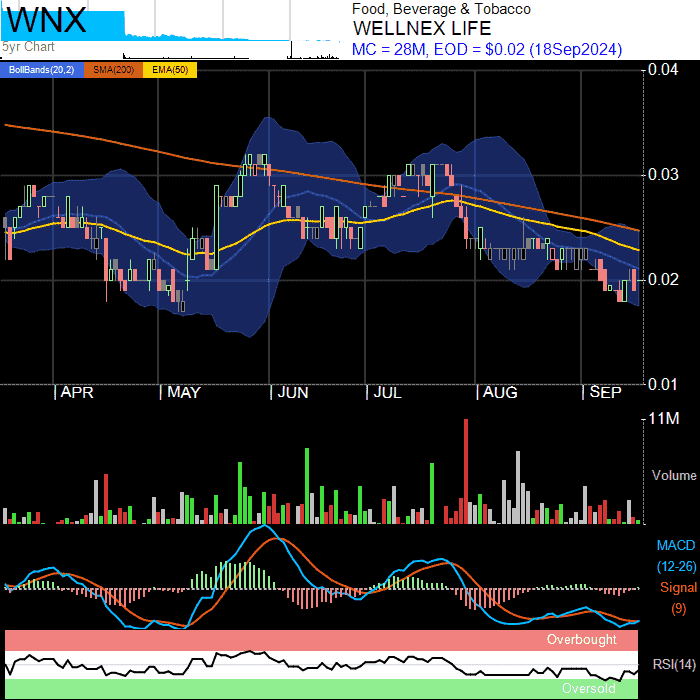 WNX
5yr Chart
Food, Beverage & Tobacco
WELLNEX LIFE
MC = 28M, EOD = $0.02 (18Sep2024)
BollBands(20,2) SMA(200) EMA(50)
0.04
0.03
0.02
0.01
APR MAY JUN JUL AUG SEP
11M
Volume
MACD
(12-26)
Signal
(9)
Overbought
RSI(14)
Oversold